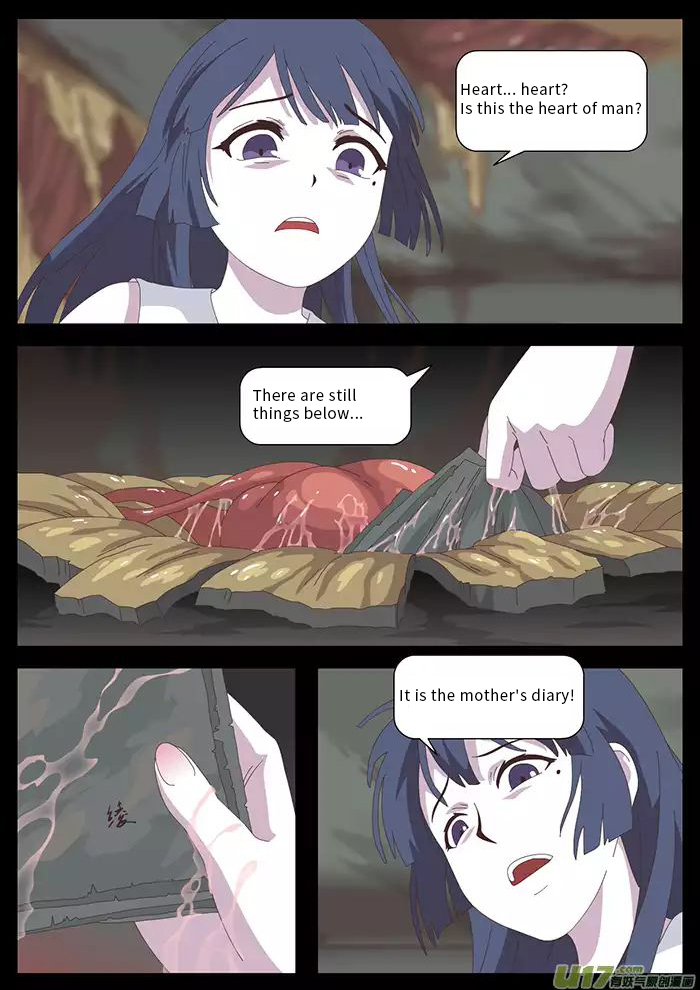 Heart... heart?
Is this the heart of man?
There are still
things below...
It is the mother's diary!
绫
U17.com
有妖气原创漫画